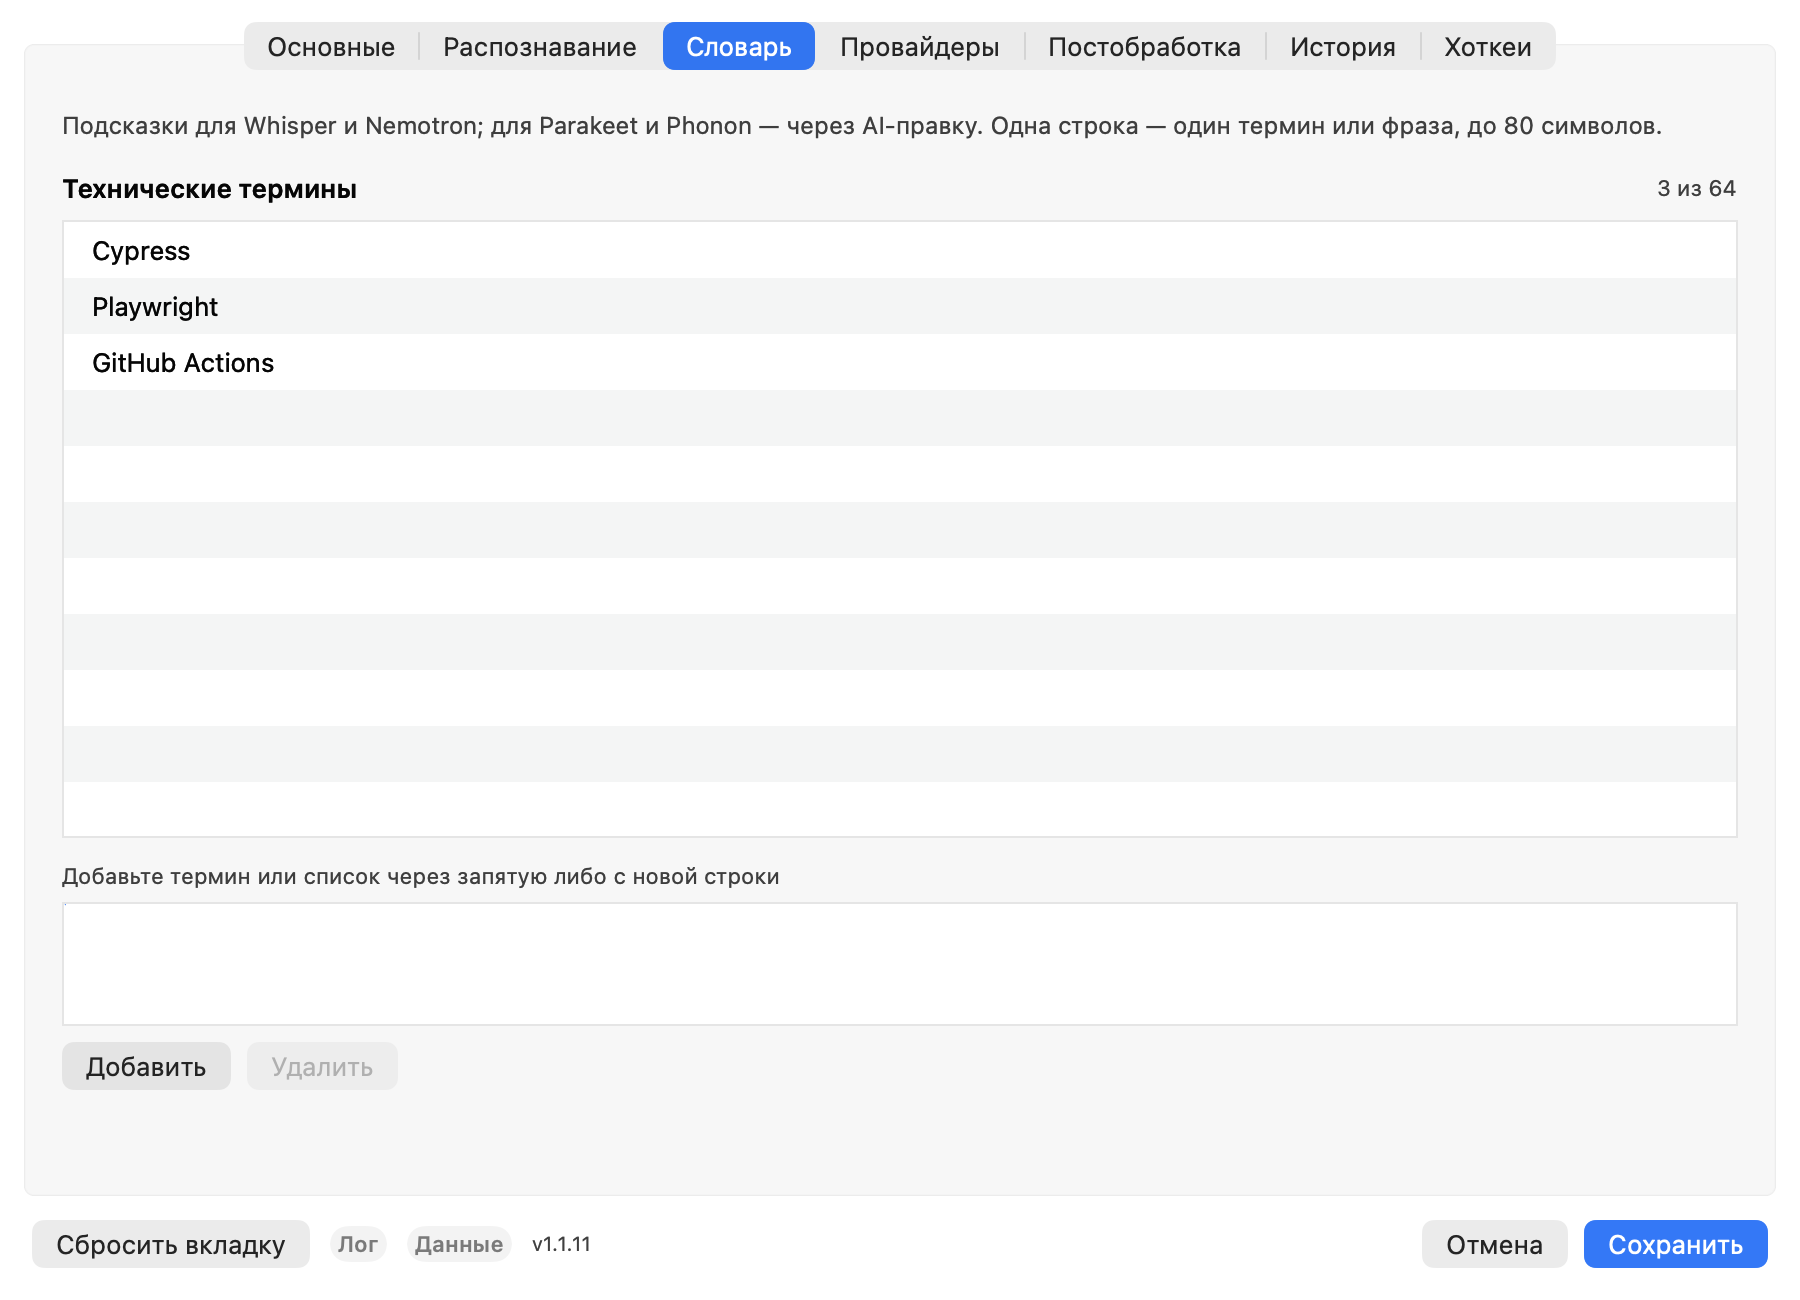 Основные Распознавание Словарь Провайдеры Постобработка История Хоткеи
Подсказки для Whisper и Nemotron; для Parakeet и Phonon — через AI-правку. Одна строка — один термин или фраза, до 80 символов.
Технические термины 3 из 64
Cypress
Playwright
GitHub Actions
Добавьте термин или список через запятую либо с новой строки
Добавить Удалить
Сбросить вкладку Лог Данные v1.1.11 Отмена Сохранить